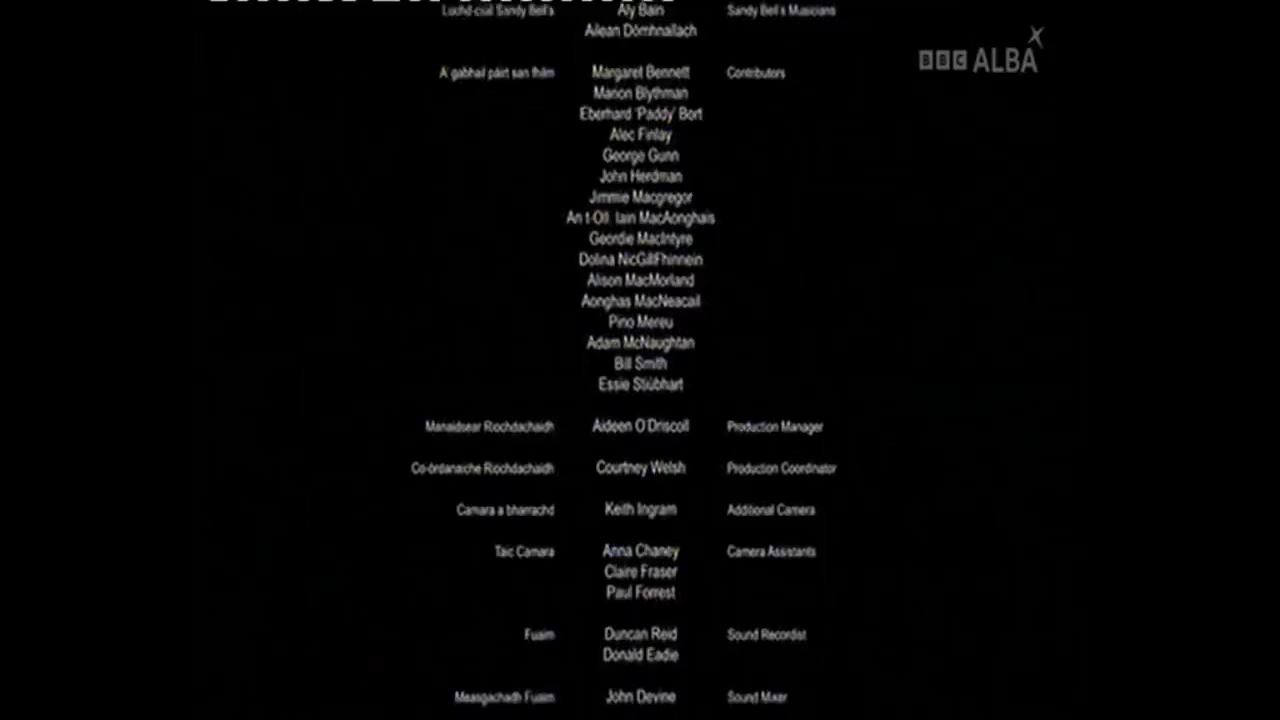 Luchd-ciùil Sandy Bell's Aly Bain Sandy Bell's Musicians
Ailean Dòmhnallach
A' gabhail pàirt san fhilm Margaret Bennett Contributors
Marion Blythman
Eberhard 'Paddy' Bort
Alec Finlay
George Gunn
John Herdman
Jimmie Macgregor
An t-Oll. Iain MacAonghais
Geordie MacIntyre
Dolina NicGillFhinnein
Alison MacMorland
Aonghas MacNeacail
Pino Mereu
Adam McNaughtan
Bill Smith
Essie Stiùbhart
Manaidsear Riochdachaidh Aideen O'Driscoll Production Manager
Co-òrdanaiche Riochdachaidh Courtney Welsh Production Coordinator
Camara a bharrachd Keith Ingram Additional Camera
Taic Camara Anna Chaney Camera Assistants
Claire Fraser
Paul Forrest
Fuaim Duncan Reid Sound Recordist
Donald Eadie
Measgachadh Fuaim John Devine Sound Mixer
BBC ALBA